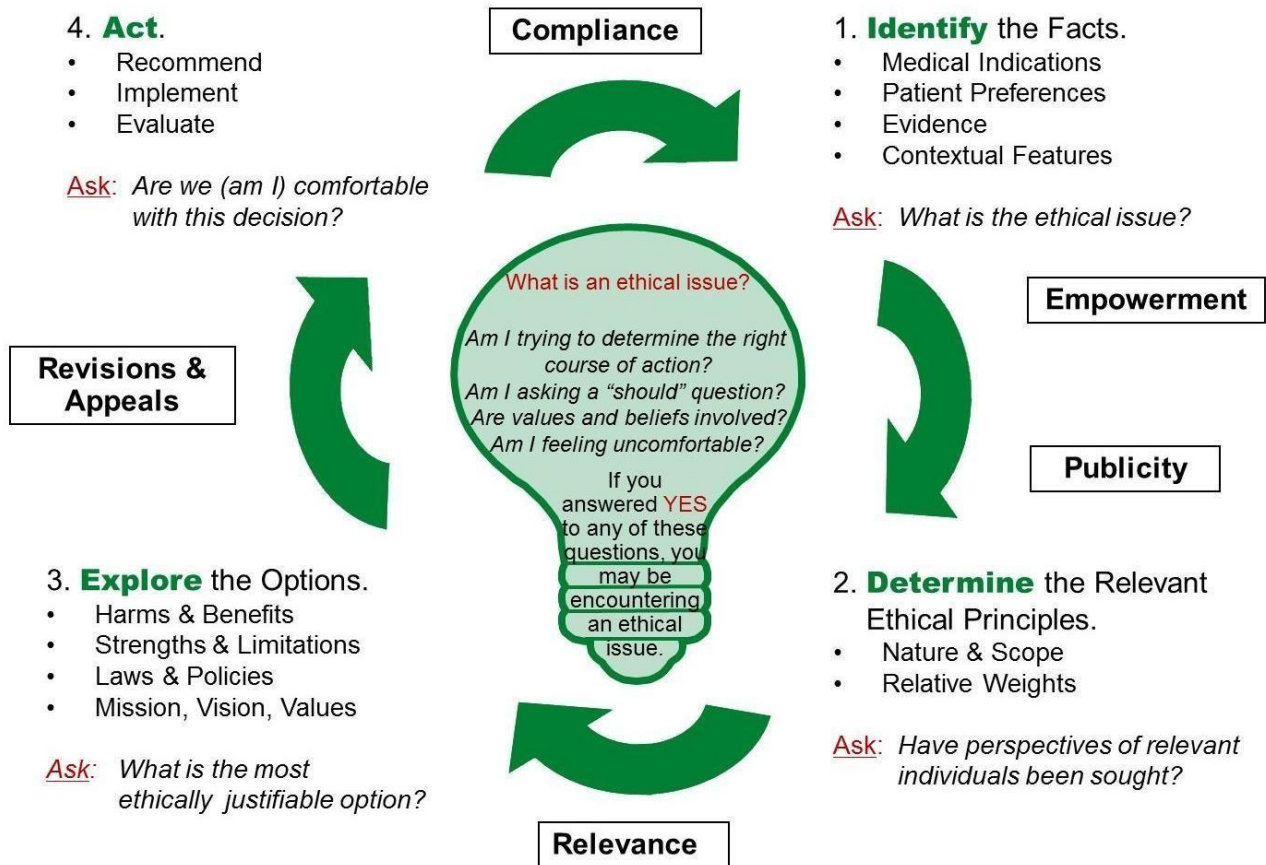 4. Act.
• Recommend
• Implement
• Evaluate
Ask: Are we (am I) comfortable
with this decision?
Compliance
1. Identify the Facts.
• Medical Indications
• Patient Preferences
• Evidence
• Contextual Features
Ask: What is the ethical issue?
Empowerment
Publicity
What is an ethical issue?
Am I trying to determine the right
course of action?
Am I asking a “should” question?
Are values and beliefs involved?
Am I feeling uncomfortable?
If you
answered YES
to any of these
questions, you
may be
encountering
an ethical
issue.
Revisions &
Appeals
3. Explore the Options.
• Harms & Benefits
• Strengths & Limitations
• Laws & Policies
• Mission, Vision, Values
Ask: What is the most
ethically justifiable option?
2. Determine the Relevant
Ethical Principles.
• Nature & Scope
• Relative Weights
Ask: Have perspectives of relevant
individuals been sought?
Relevance